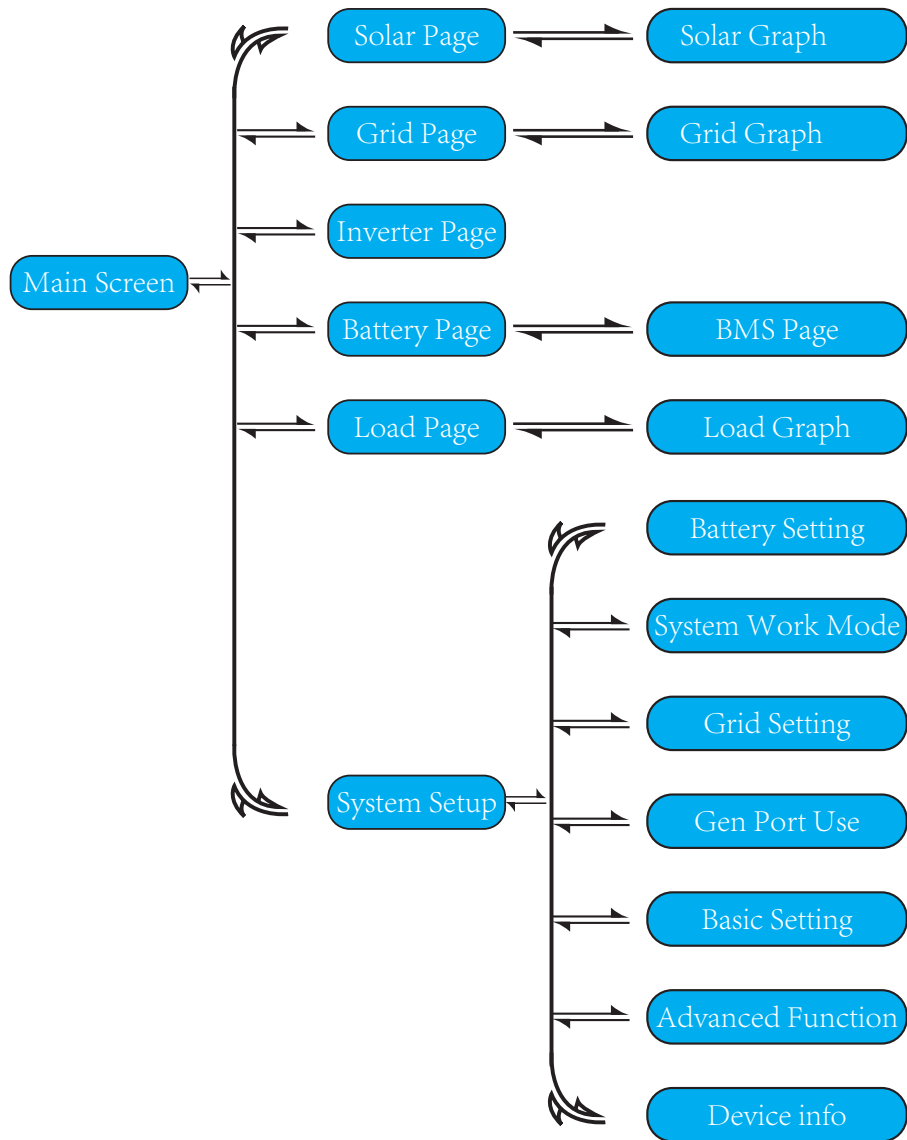 Solar Page
Solar Graph
Grid Page
Grid Graph
Inverter Page
Main Screen
Battery Page
BMS Page
Load Page
Load Graph
Battery Setting
System Work Mode
Grid Setting
System Setup
Gen Port Use
Basic Setting
Advanced Function
Device info